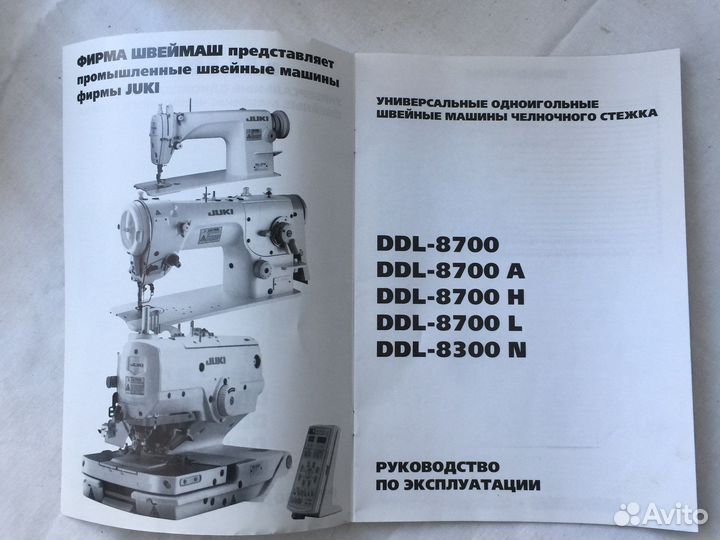 ФИРМА ШВЕЙМАШ представляет
промышленные швейные машины
фирмы JUKI
JUKI
JUKI
JUKI
JUKI
УНИВЕРСАЛЬНЫЕ ОДНОИГОЛЬНЫЕ
ШВЕЙНЫЕ МАШИНЫ ЧЕЛНОЧНОГО СТЕЖКА
DDL-8700
DDL-8700 A
DDL-8700 H
DDL-8700 L
DDL-8300 N
РУКОВОДСТВО
ПО ЭКСПЛУАТАЦИИ
Avito